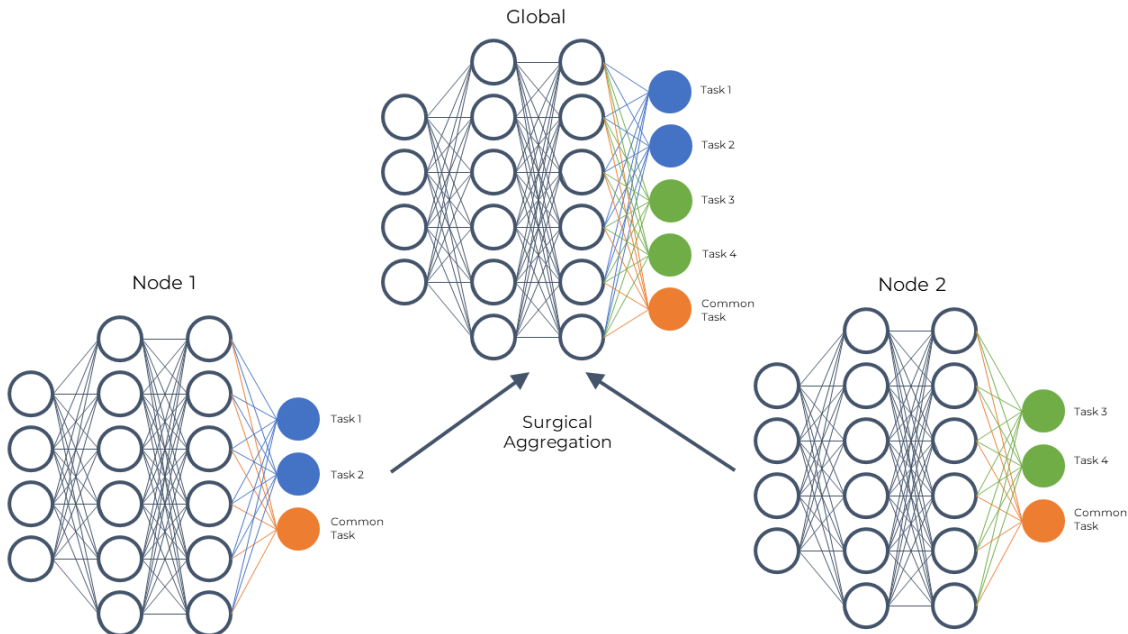 Global
Task 1
Task 2
Task 3
Task 4
Common
Task
Node 1
Task 1
Task 2
Common
Task
Surgical
Aggregation
Node 2
Task 3
Task 4
Common
Task